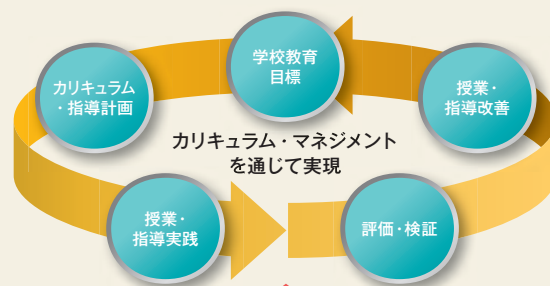 学校教育
目標
カリキュラム
・指導計画
授業・
指導改善
カリキュラム・マネジメント
を通じて実現
授業・
指導実践
評価・検証